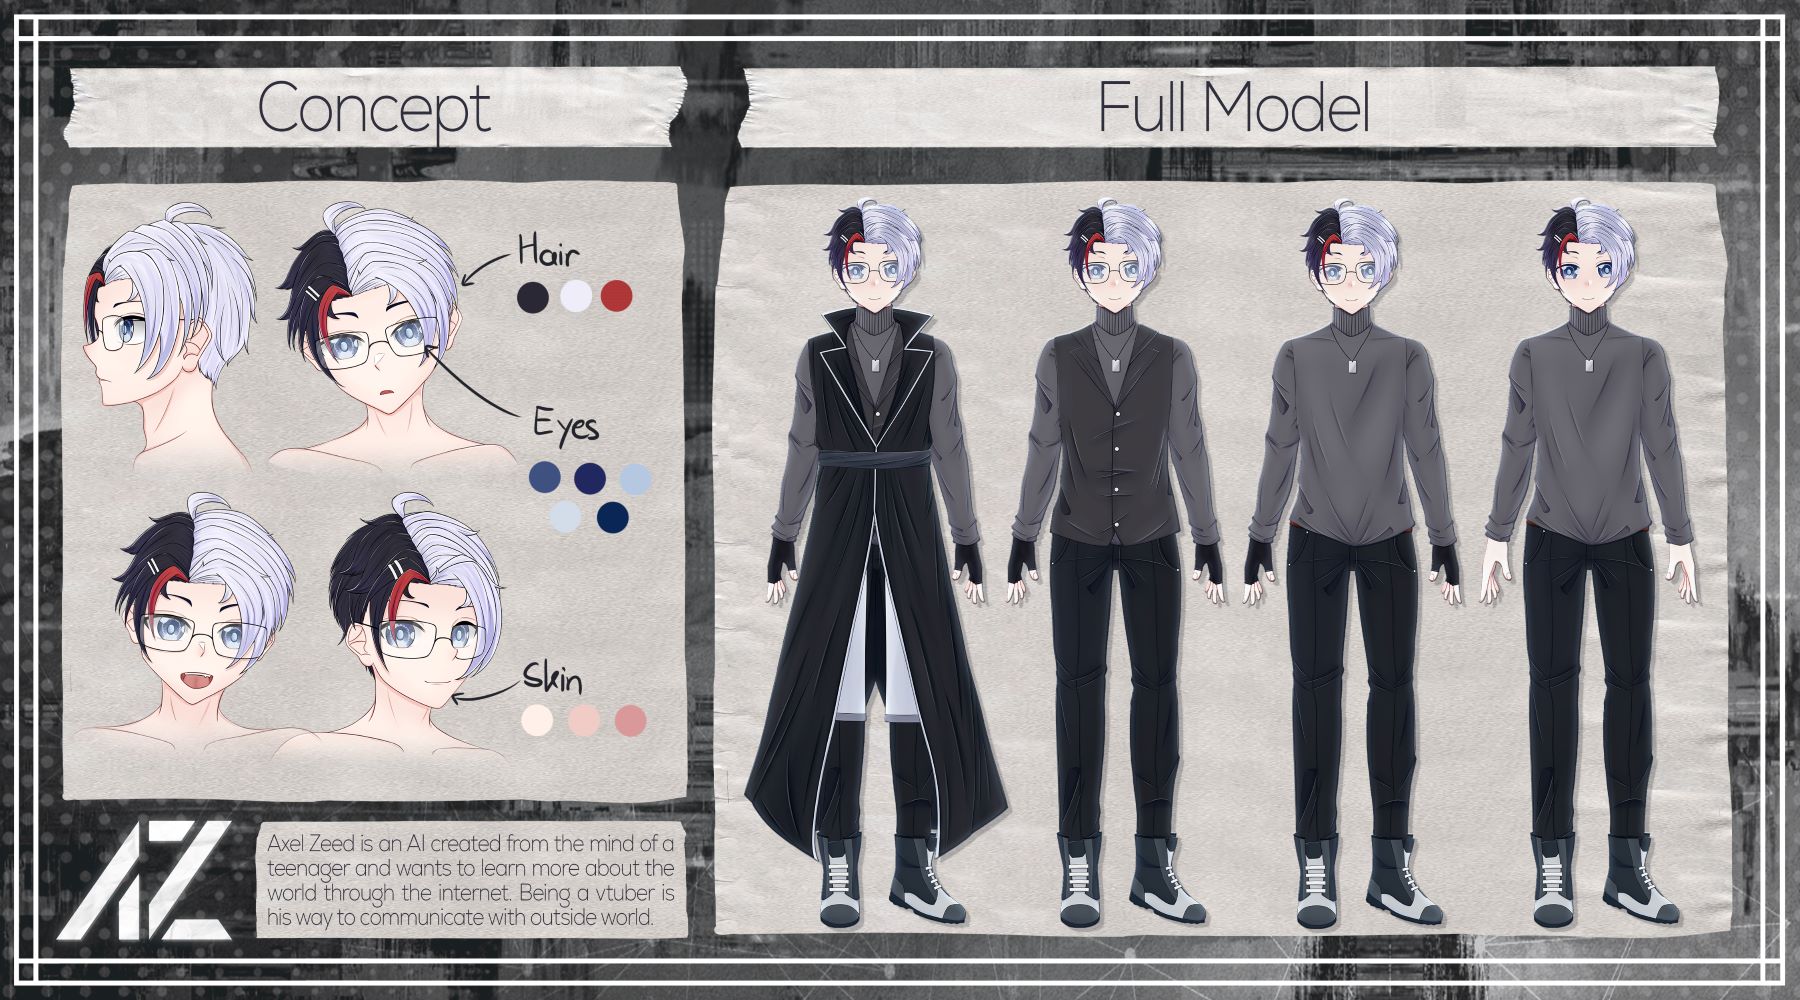 Concept
Full Model
Hair
Eyes
Skin
AZ
Axel Zeed is an AI created from the mind of a
teenager and wants to learn more about the
world through the internet. Being a vtuber is
his way to communicate with outside world.